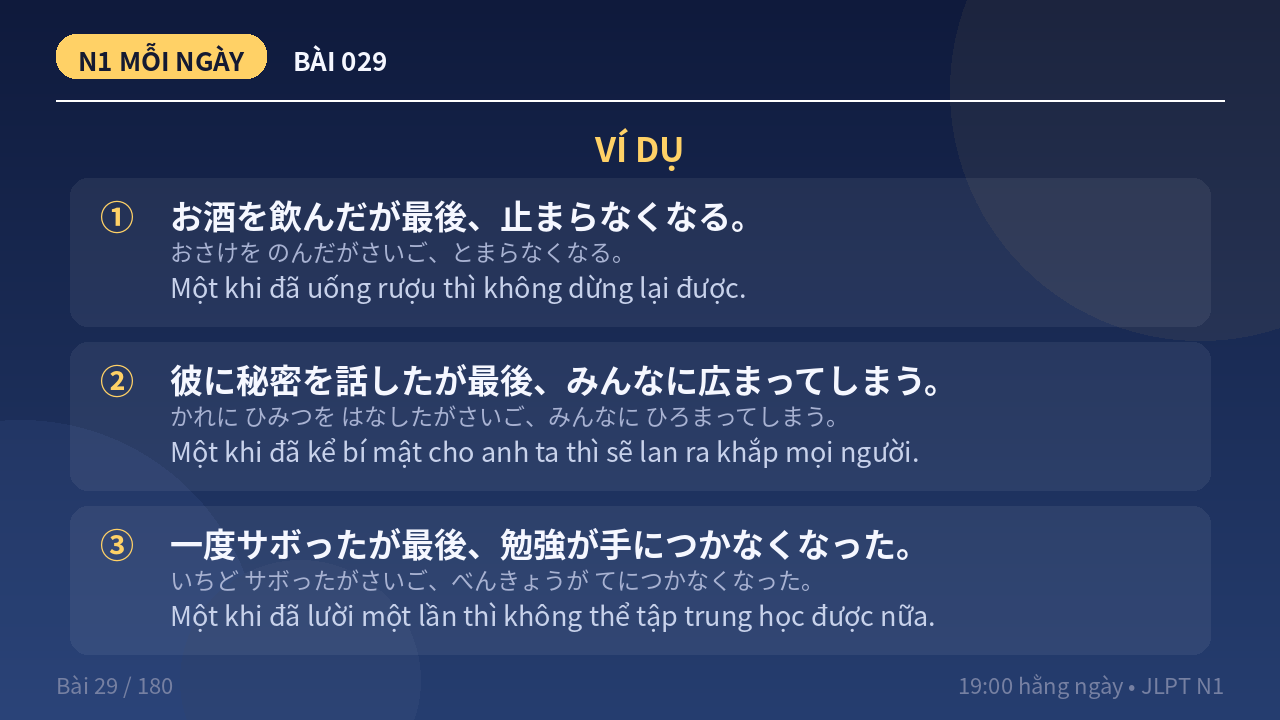 N1 MỖI NGÀY BÀI 029
VÍ DỤ
① お酒を飲んだが最後、止まらなくなる。
おさけを のんだがさいご、とまらなくなる。
Một khi đã uống rượu thì không dừng lại được.
② 彼に秘密を話したが最後、みんなに広まってしまう。
かれに ひみつを はなしたがさいご、みんなに ひろまってしまう。
Một khi đã kể bí mật cho anh ta thì sẽ lan ra khắp mọi người.
③ 一度サボったが最後、勉強が手につかなくなった。
いちど サボったがさいご、べんきょうが てにつかなくなった。
Một khi đã lười một lần thì không thể tập trung học được nữa.
Bài 29 / 180 19:00 hằng ngày • JLPT N1